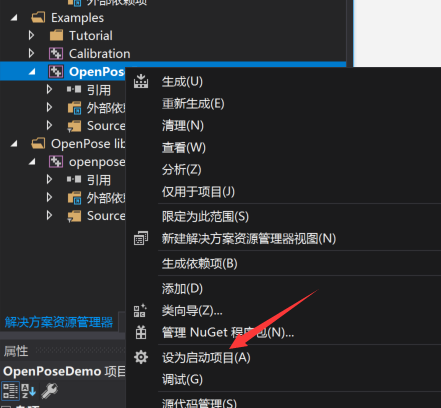 外部依赖项
Examples
Tutorial
Calibration
OpenPose
引用
外部依
Source
OpenPose lib
openpose
引用
外部依
Source
生成(U)
重新生成(E)
清理(N)
查看(W)
分析(Z)
仅用于项目(J)
限定为此范围(S)
新建解决方案资源管理器视图(N)
生成依赖项(B)
添加(D)
类向导(Z)...
管理 NuGet 程序包(N)...
设为启动项目(A)
调试(G)
源代码管理(S)
解决方案资源管理器
属性
OpenPoseDemo 项